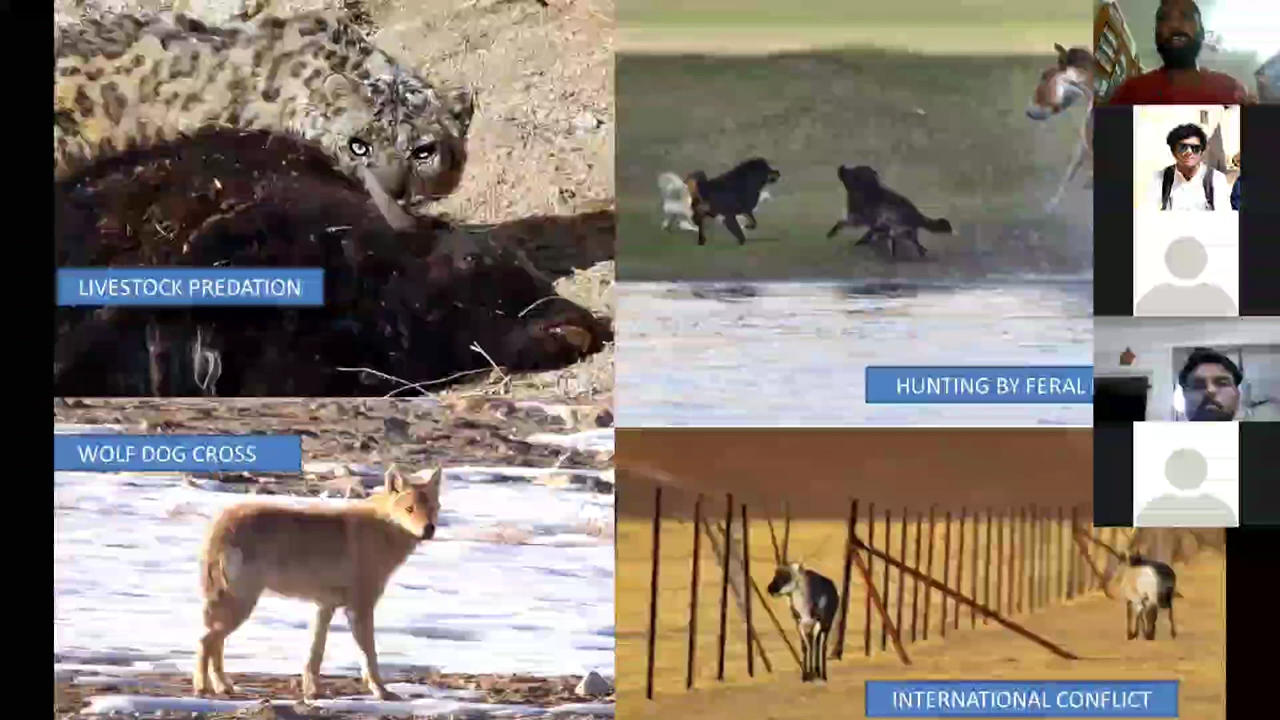 LIVESTOCK PREDATION
HUNTING BY FERAL
WOLF DOG CROSS
INTERNATIONAL CONFLICT